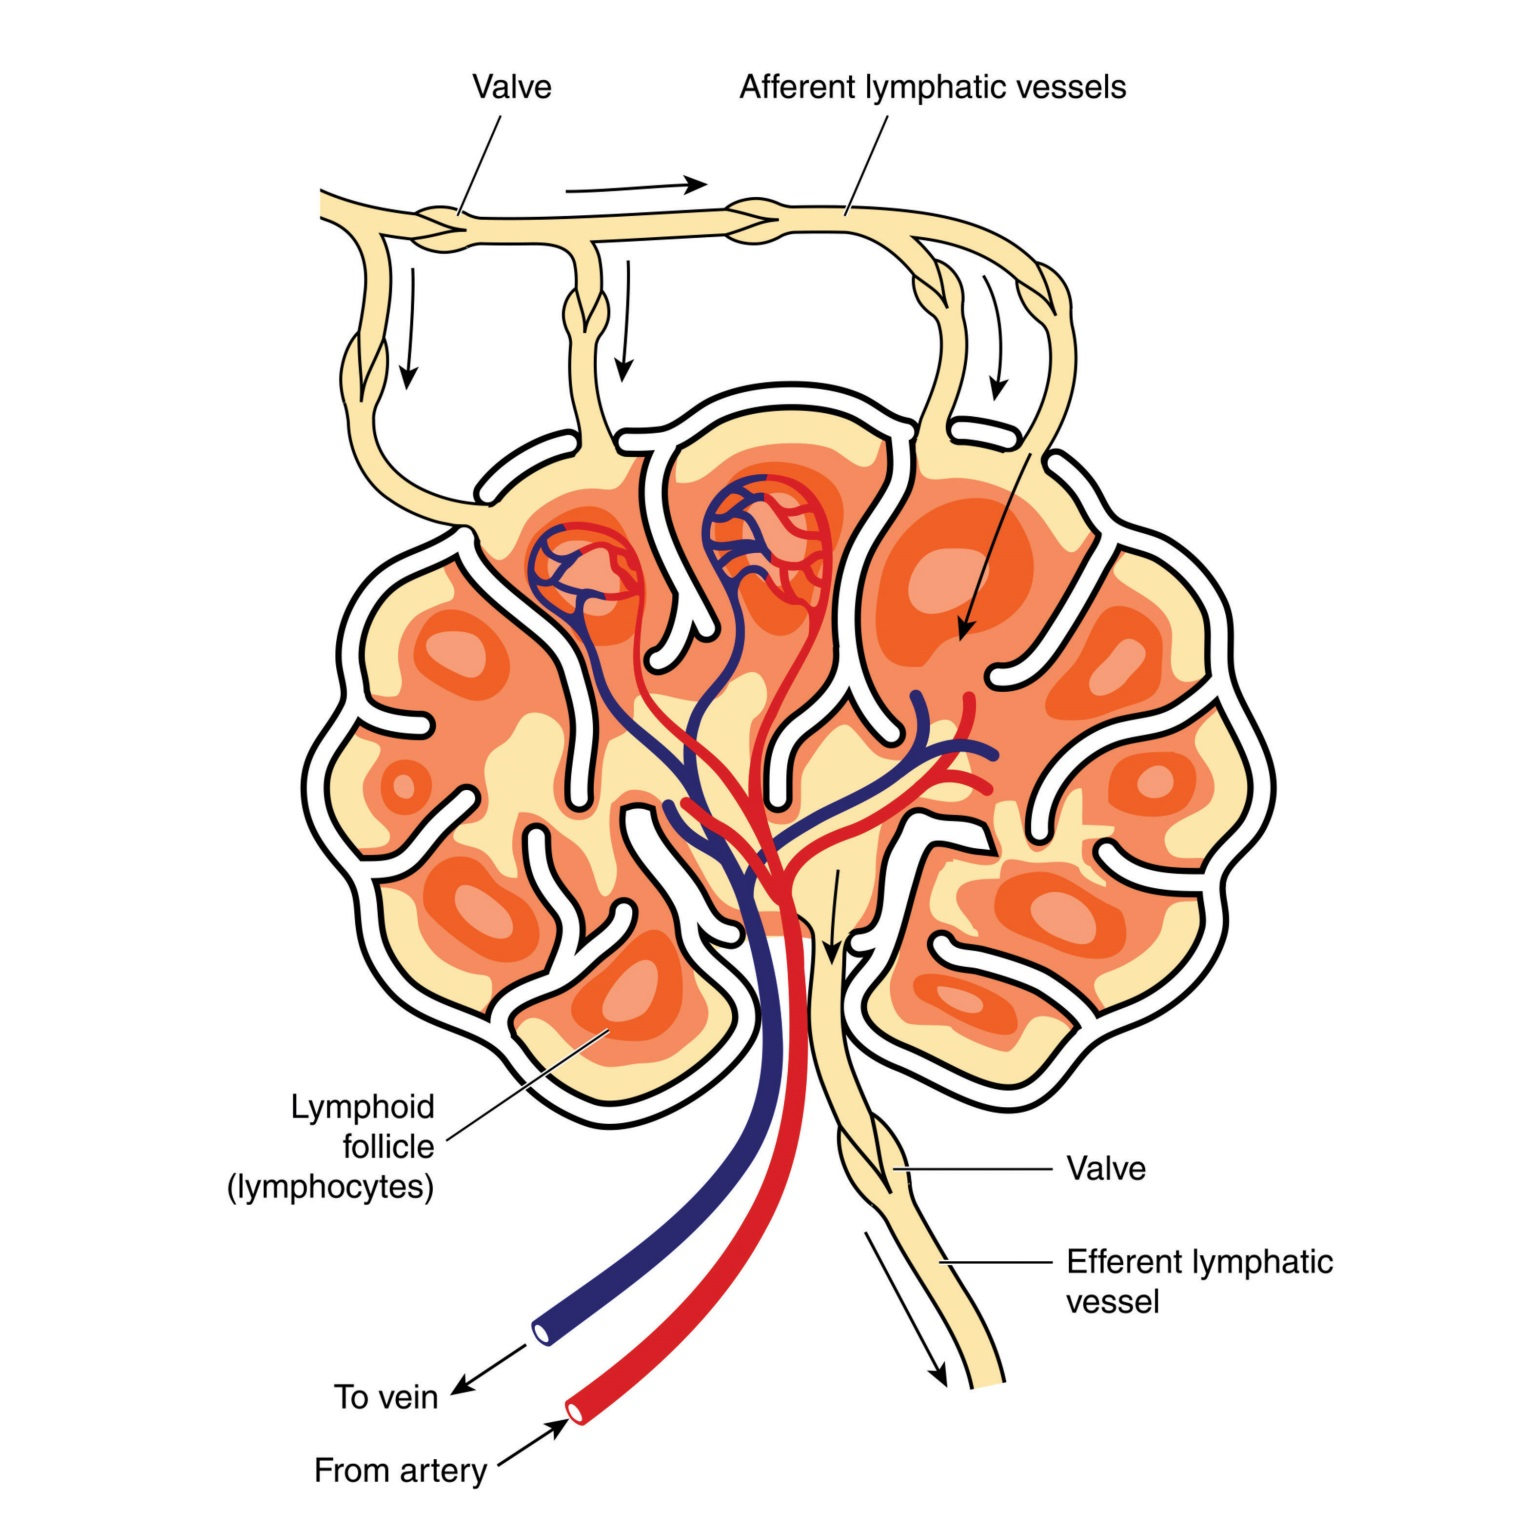 Valve
Afferent lymphatic vessels
Lymphoid
follicle
(lymphocytes)
Valve
Efferent lymphatic
vessel
To vein
From artery